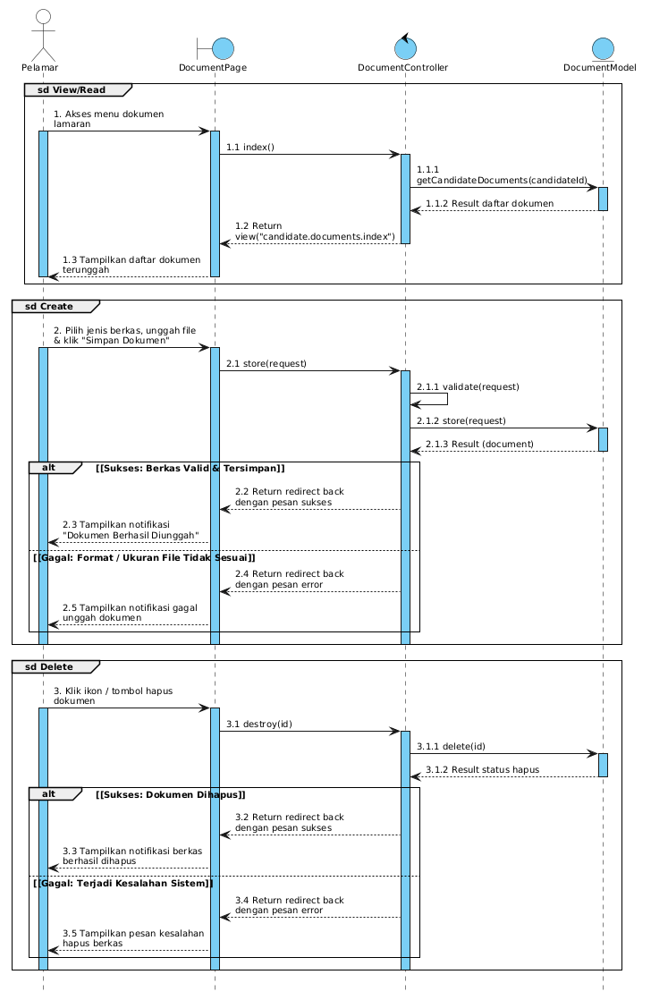 Pelamar
DocumentPage
DocumentController
DocumentModel
sd View/Read
1. Akses menu dokumen
lamaran
1.1 index()
1.1.1
getCandidateDocuments(candidateId)
1.1.2 Result daftar dokumen
1.2 Return
view("candidate.documents.index")
1.3 Tampilkan daftar dokumen
terunggah
sd Create
2. Pilih jenis berkas, unggah file
& klik "Simpan Dokumen"
2.1 store(request)
2.1.1 validate(request)
2.1.2 store(request)
2.1.3 Result (document)
alt
[[Sukses: Berkas Valid & Tersimpan]]
2.2 Return redirect back
dengan pesan sukses
2.3 Tampilkan notifikasi
"Dokumen Berhasil Diunggah"
[[Gagal: Format / Ukuran File Tidak Sesuai]]
2.4 Return redirect back
dengan pesan error
2.5 Tampilkan notifikasi gagal
unggah dokumen
sd Delete
3. Klik ikon / tombol hapus
dokumen
3.1 destroy(id)
3.1.1 delete(id)
3.1.2 Result status hapus
alt
[[Sukses: Dokumen Dihapus]]
3.2 Return redirect back
dengan pesan sukses
3.3 Tampilkan notifikasi berkas
berhasil dihapus
[[Gagal: Terjadi Kesalahan Sistem]]
3.4 Return redirect back
dengan pesan error
3.5 Tampilkan pesan kesalahan
hapus berkas